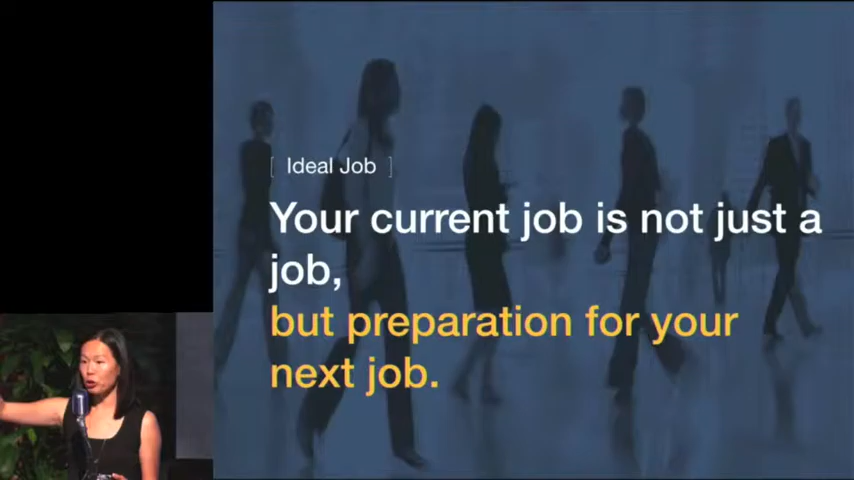 [ Ideal Job ]
Your current job is not just a
job,
but preparation for your
next job.